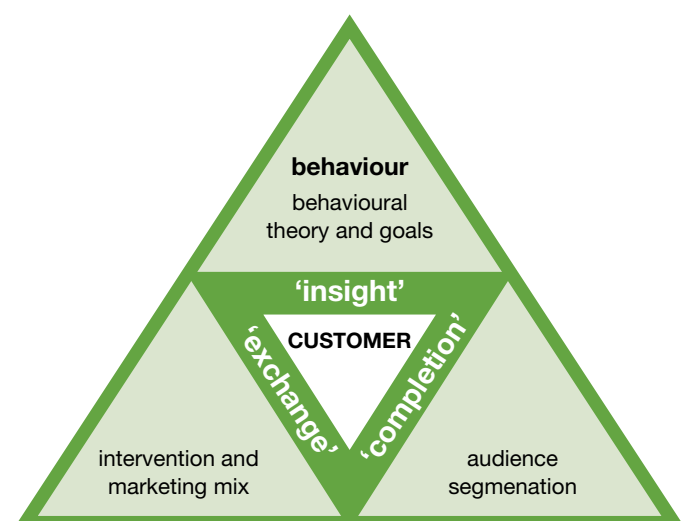 behaviour
behavioural
theory and goals
‘insight’
CUSTOMER
‘exchange’
‘completion’
intervention and
marketing mix
audience
segmenation